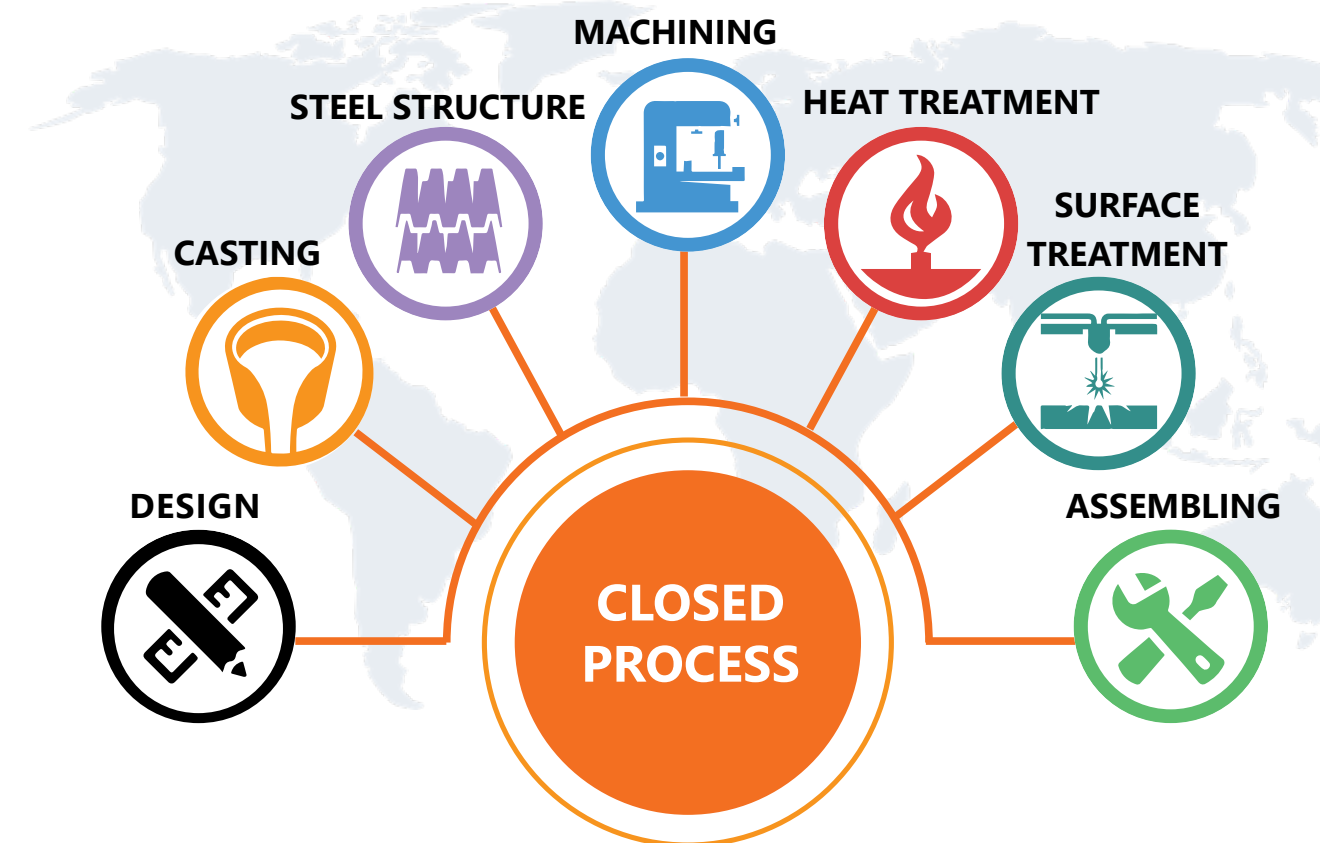 MACHINING
STEEL STRUCTURE
HEAT TREATMENT
SURFACE
TREATMENT
CASTING
DESIGN
ASSEMBLING
CLOSED
PROCESS